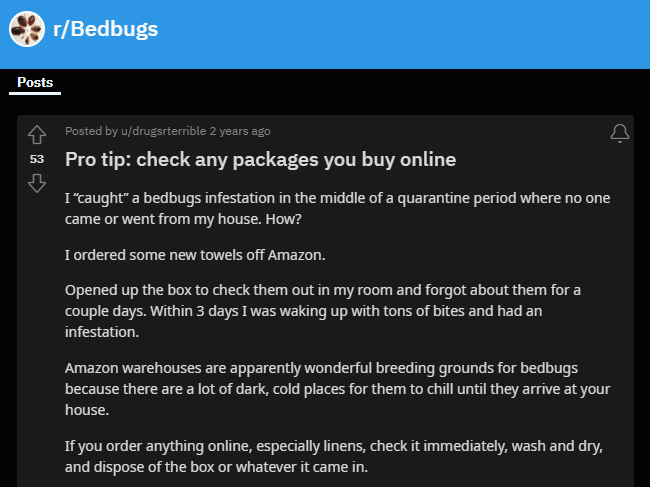 r/Bedbugs
Posts
Posted by u/drugsrterrible 2 years ago
53
Pro tip: check any packages you buy online
I “caught” a bedbugs infestation in the middle of a quarantine period where no one
came or went from my house. How?
I ordered some new towels off Amazon.
Opened up the box to check them out in my room and forgot about them for a
couple days. Within 3 days I was waking up with tons of bites and had an
infestation.
Amazon warehouses are apparently wonderful breeding grounds for bedbugs
because there are a lot of dark, cold places for them to chill until they arrive at your
house.
If you order anything online, especially linens, check it immediately, wash and dry,
and dispose of the box or whatever it came in.